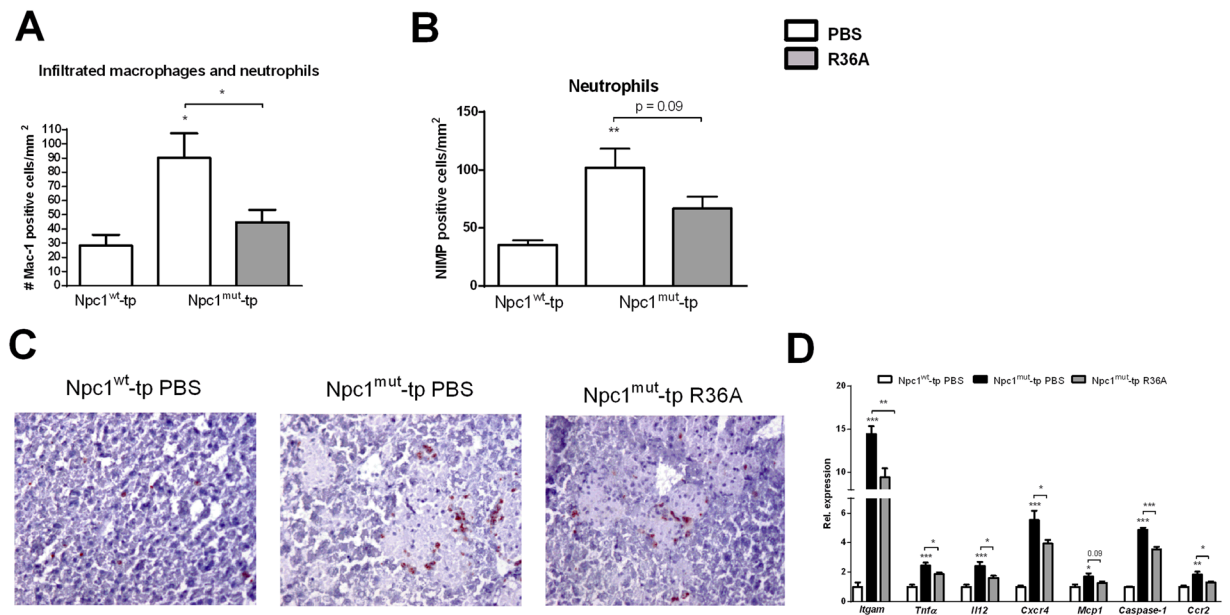 A
Infiltrated macrophages and neutrophils
*
*
# Mac-1 positive cells/mm²
110
100
90
80
70
60
50
40
30
20
10
0
Npc1ʷᵗ-tp
Npc1ᵐᵘᵗ-tp
B
Neutrophils
p = 0.09
**
NIMP positive cells/mm²
150
100
50
0
Npc1ʷᵗ-tp
Npc1ᵐᵘᵗ-tp
PBS
R36A
C
Npc1ʷᵗ-tp PBS
Npc1ᵐᵘᵗ-tp PBS
Npc1ᵐᵘᵗ-tp R36A
D
Npc1ʷᵗ-tp PBS
Npc1ᵐᵘᵗ-tp PBS
Npc1ᵐᵘᵗ-tp R36A
Rel. expression
20
15
10
6
4
2
0
**
***
*
***
*
***
*
***
0.09
*
***
***
*
**
Itgam
Tnfα
Il12
Cxcr4
Mcp1
Caspase-1
Ccr2